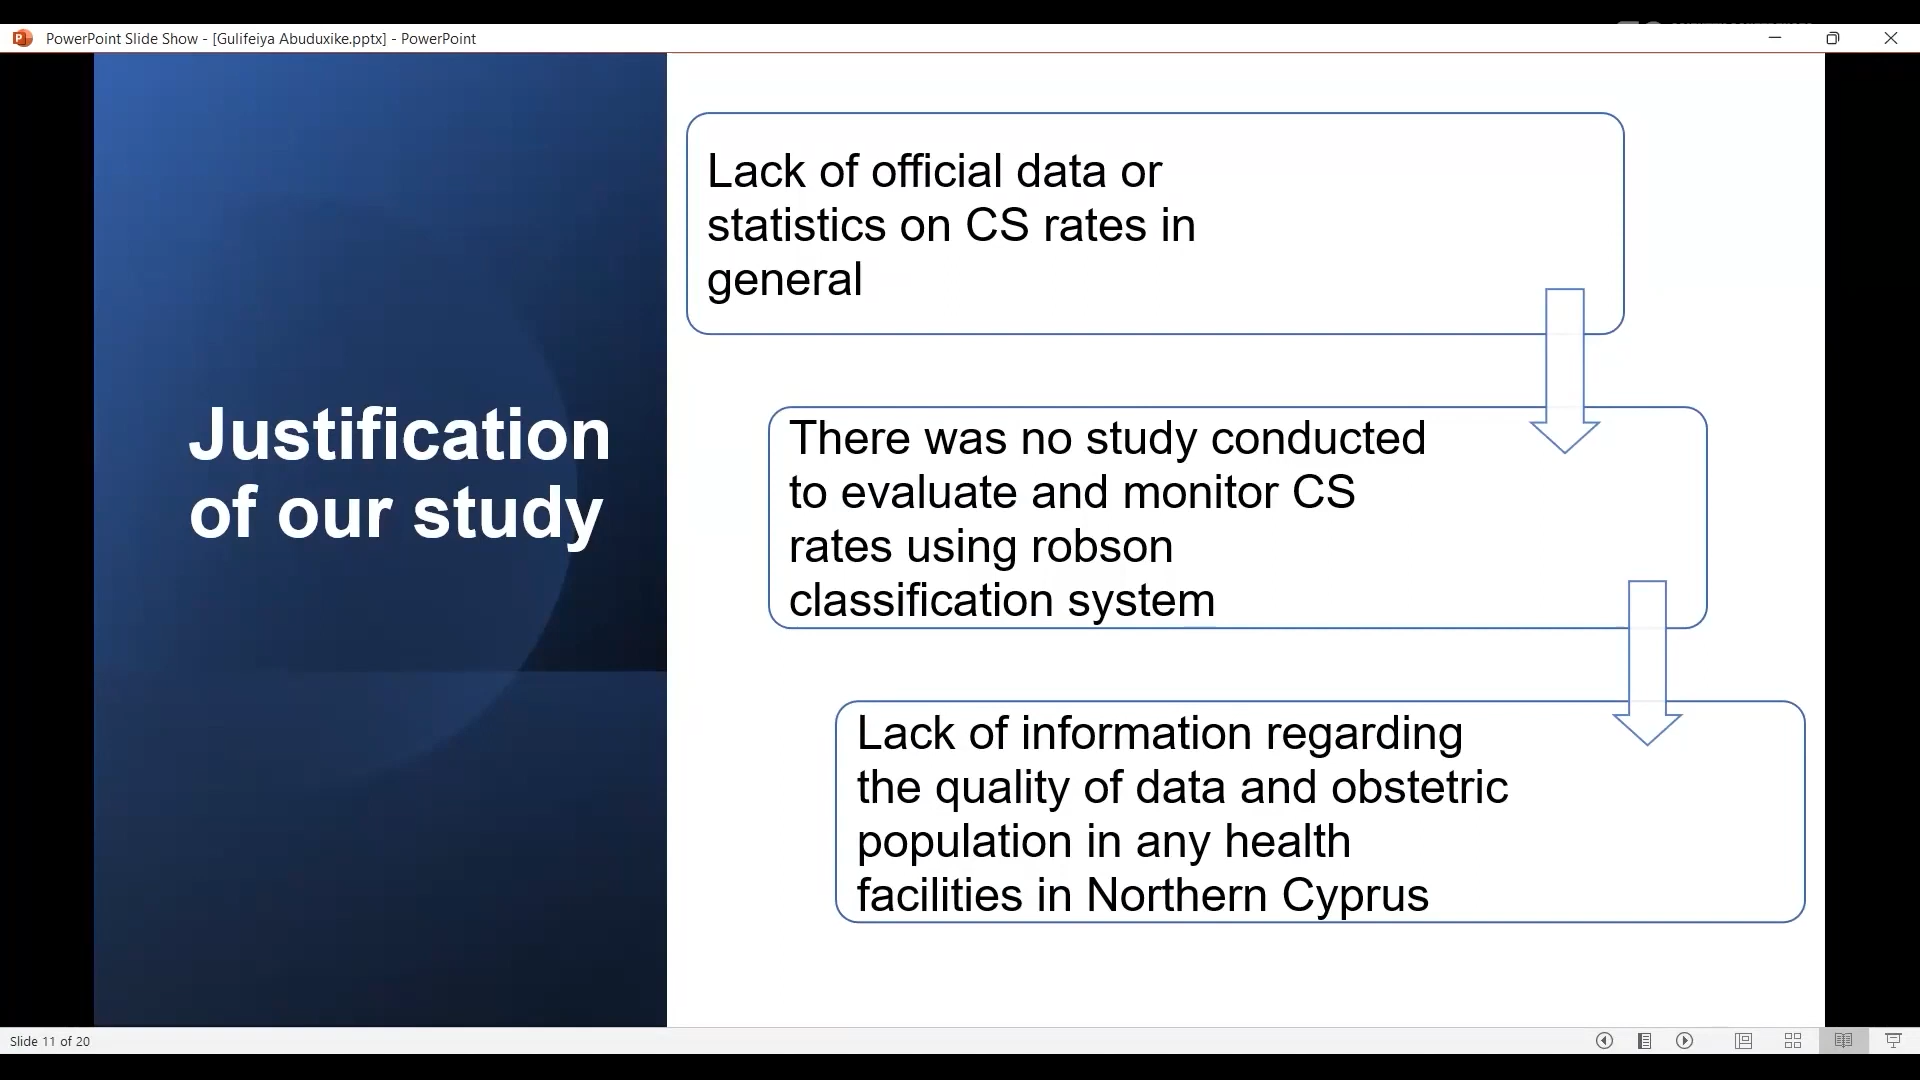 PowerPoint Slide Show - [Gulifeiya Abuduxike.pptx] - PowerPoint
Justification
of our study
Lack of official data or
statistics on CS rates in
general
There was no study conducted
to evaluate and monitor CS
rates using robson
classification system
Lack of information regarding
the quality of data and obstetric
population in any health
facilities in Northern Cyprus
Slide 11 of 20